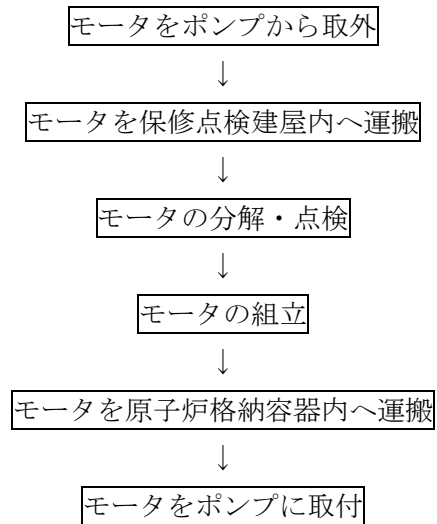 モータをポンプから取外
↓
モータを保修点検建屋内へ運搬
↓
モータの分解・点検
↓
モータの組立
↓
モータを原子炉格納容器内へ運搬
↓
モータをポンプに取付